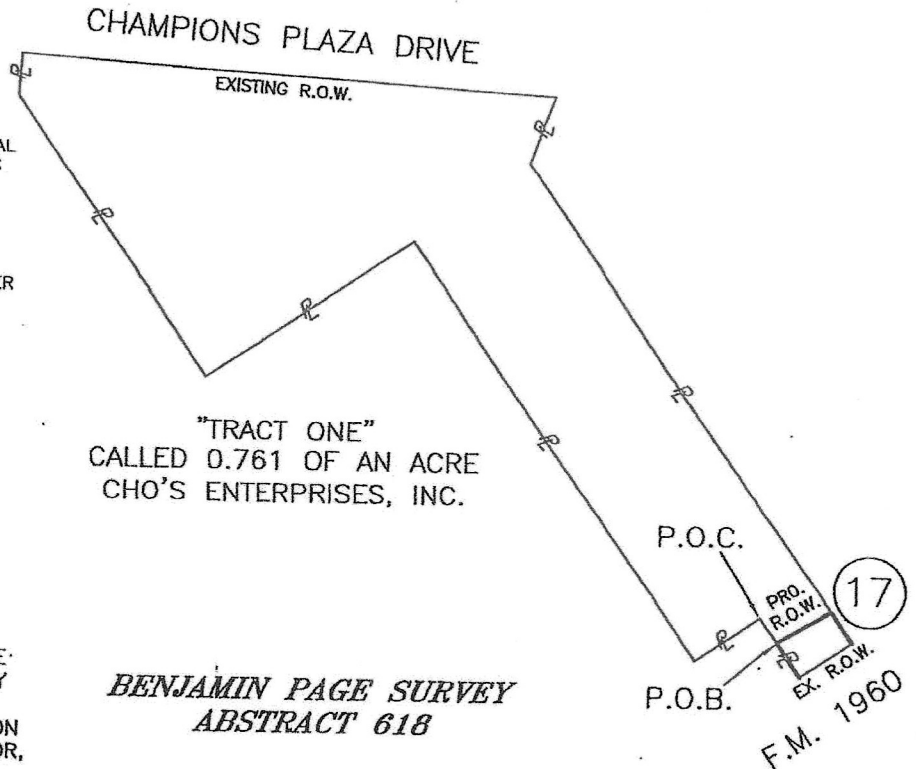 CHAMPIONS PLAZA DRIVE
EXISTING R.O.W.
"TRACT ONE"
CALLED 0.761 OF AN ACRE
CHO'S ENTERPRISES, INC.
P.O.C.
PRO.
R.O.W.
17
P.O.B.
EX. R.O.W.
F.M. 1960
BENJAMIN PAGE SURVEY
ABSTRACT 618